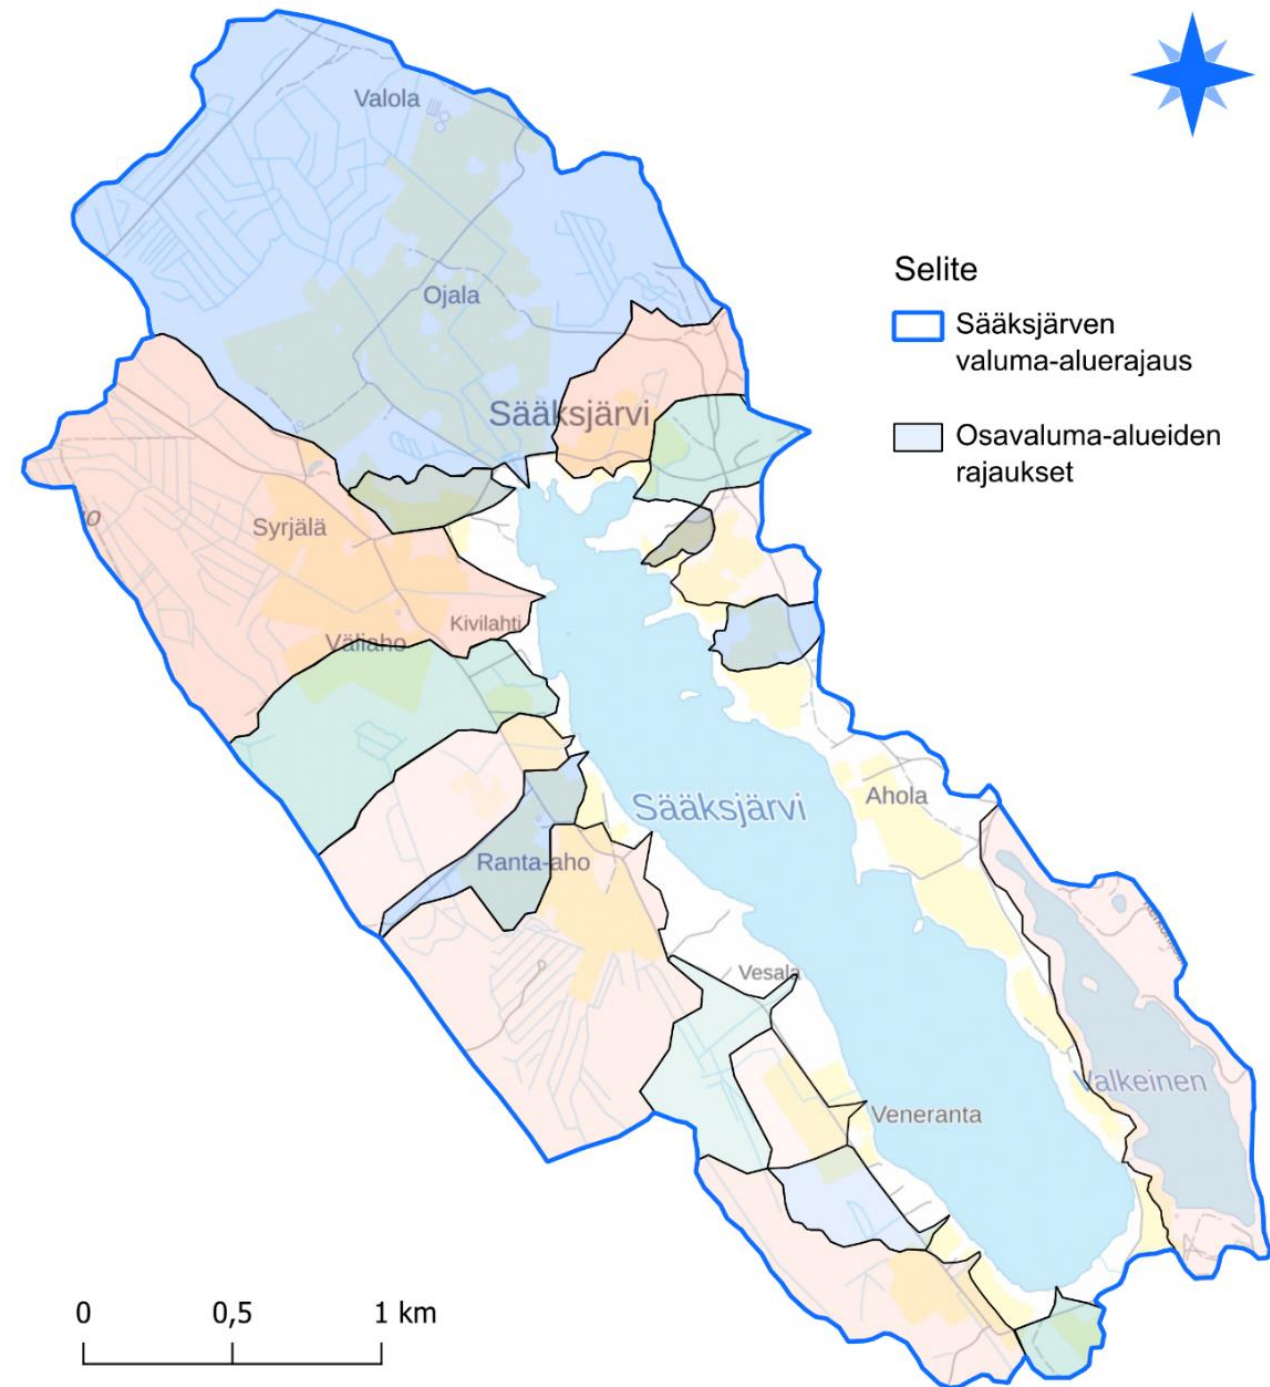 Valola
Selite
Ojala
Sääksjärven
valuma-aluerajaus
Sääksjärvi
Osavaluma-alueiden
rajaukset
Syrjälä
Kivilahti
Väliaho
Ahola
Sääksjärvi
Ranta-aho
Vesala
Valkeinen
Veneranta
0 0,5 1 km